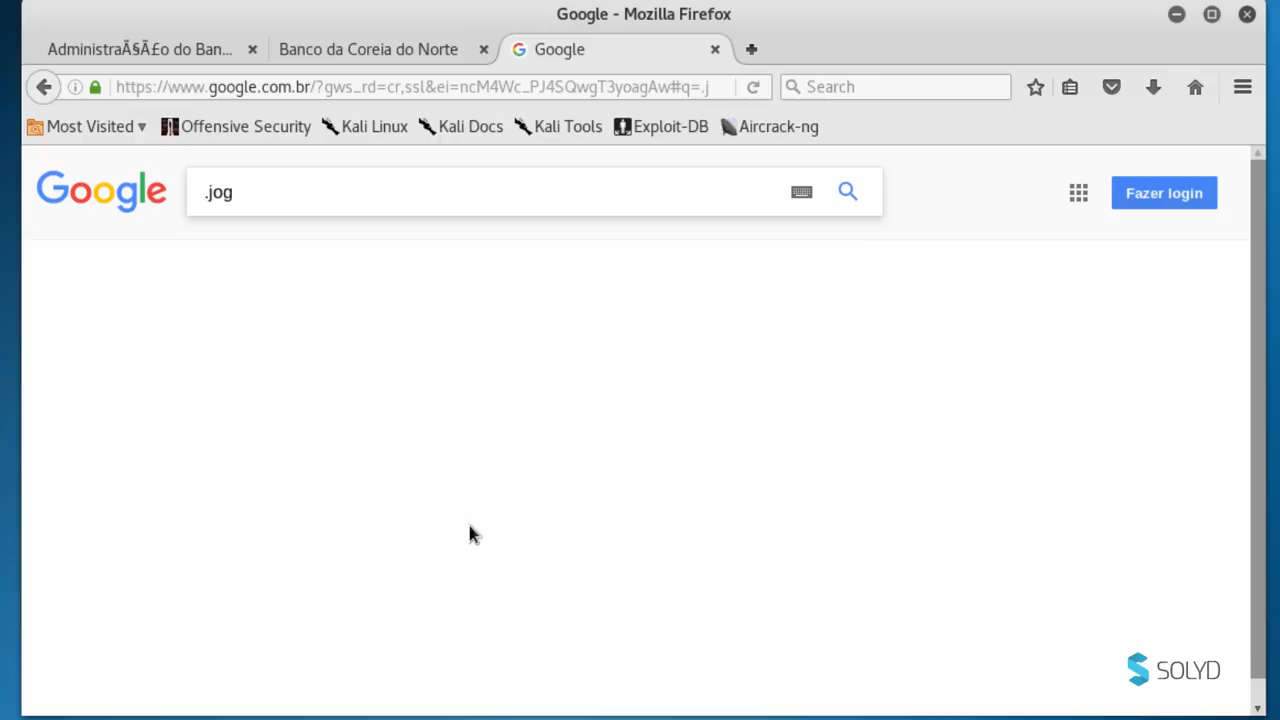 Google - Mozilla Firefox
AdministraÃ§Ã£o do Ban... Banco da Coreia do Norte Google
https://www.google.com.br/?gws_rd=cr,ssl&ei=ncM4Wc_PJ4SQwgT3yoagAw#q=.j Search
Most Visited Offensive Security Kali Linux Kali Docs Kali Tools Exploit-DB Aircrack-ng
Google .jog Fazer login
SOLYD